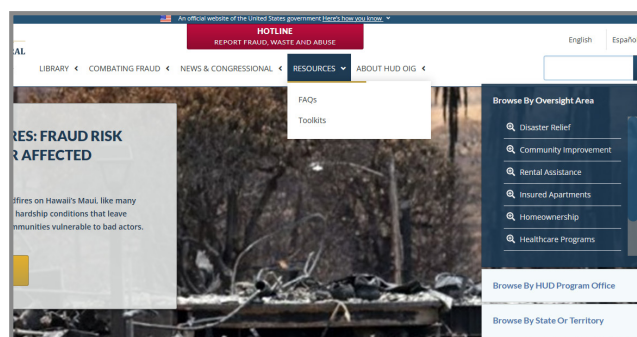 An official website of the United States government Here's how you know
HOTLINE
REPORT FRAUD, WASTE AND ABUSE
English Españo
RAL
LIBRARY COMBATING FRAUD NEWS & CONGRESSIONAL RESOURCES ABOUT HUD OIG
FAQs
Toolkits
RES: FRAUD RISK
R AFFECTED
dfires on Hawaii's Maui, like many
hardship conditions that leave
mmunities vulnerable to bad actors.
Browse By Oversight Area
Disaster Relief
Community Improvement
Rental Assistance
Insured Apartments
Homeownership
Healthcare Programs
Browse By HUD Program Office
Browse By State Or Territory